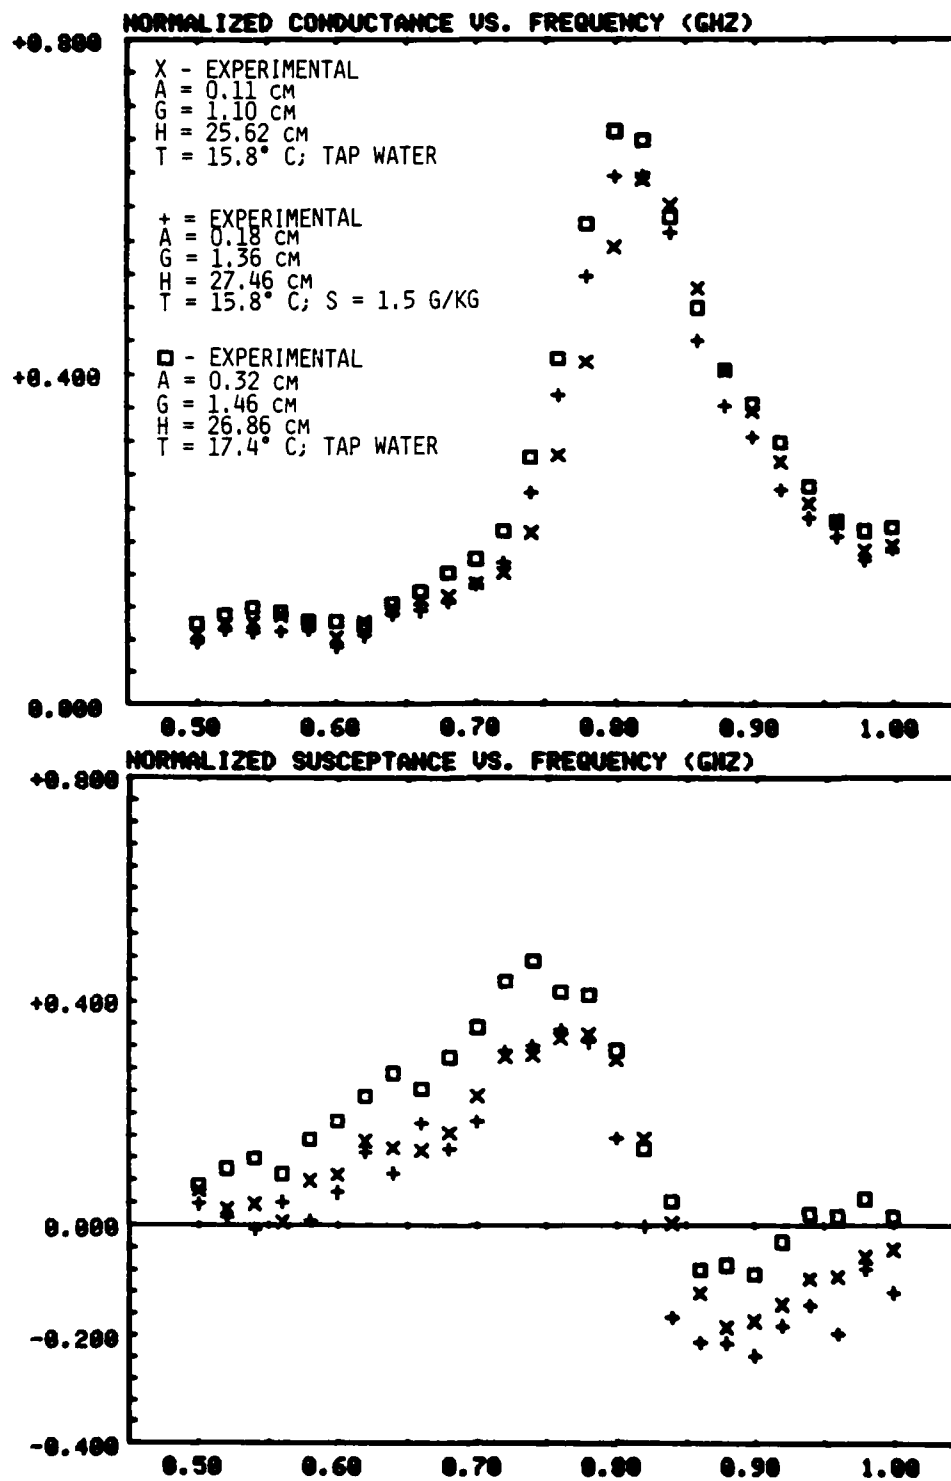 NORMALIZED CONDUCTANCE VS. FREQUENCY (GHZ)
+0.800
X - EXPERIMENTAL
A = 0.11 CM
G = 1.10 CM
H = 25.62 CM
T = 15.8° C; TAP WATER
+ = EXPERIMENTAL
A = 0.18 CM
G = 1.36 CM
H = 27.46 CM
T = 15.8° C; S = 1.5 G/KG
□ - EXPERIMENTAL
+0.400
A = 0.32 CM
G = 1.46 CM
H = 26.86 CM
T = 17.4° C; TAP WATER
0.000
0.50 0.60 0.70 0.80 0.90 1.00
NORMALIZED SUSCEPTANCE VS. FREQUENCY (GHZ)
+0.800
+0.400
0.000
-0.200
-0.400
0.50 0.60 0.70 0.80 0.90 1.00